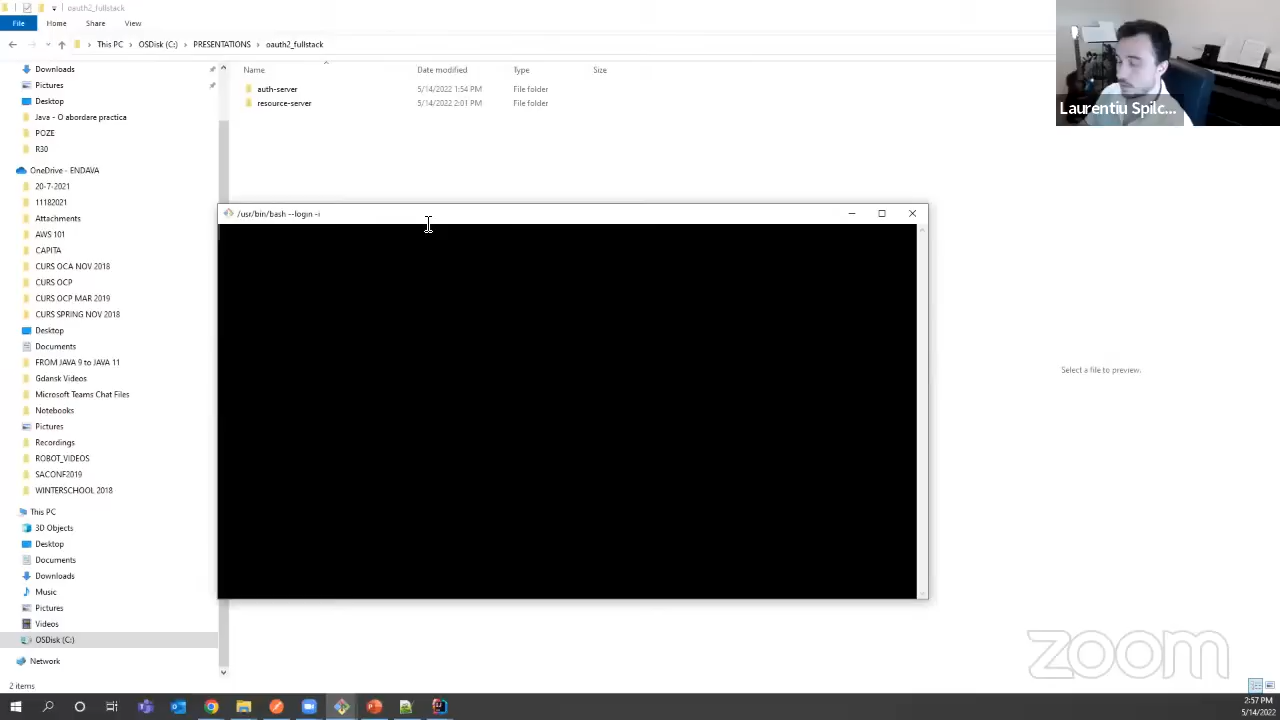 oauth2_fullstack
File Home Share View
This PC OSDisk (C:) PRESENTATIONS oauth2_fullstack
Name Date modified Type Size
auth-server 5/14/2022 1:54 PM File folder
resource-server 5/14/2022 2:01 PM File folder
Downloads
Pictures
Desktop
Java - O abordare practica
POZE
R30
OneDrive - ENDAVA
20-7-2021
11182021
Attachments
AWS 101
CAPITA
CURS OCA NOV 2018
CURS OCP
CURS OCP MAR 2019
CURS SPRING NOV 2018
Desktop
Documents
FROM JAVA 9 to JAVA 11
Gdansk Videos
Microsoft Teams Chat Files
Notebooks
Pictures
Recordings
ROBOT_VIDEOS
SACONF2019
WINTERSCHOOL 2018
This PC
3D Objects
Desktop
Documents
Downloads
Music
Pictures
Videos
OSDisk (C:)
Network
2 items
/usr/bin/bash --login -i
Select a file to preview.
Laurentiu Spilc...
zoom
2:57 PM
5/14/2022